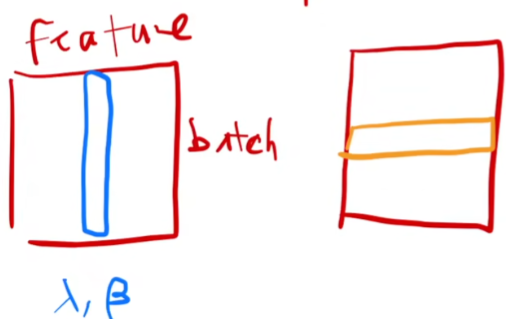 feature
batch
λ, β